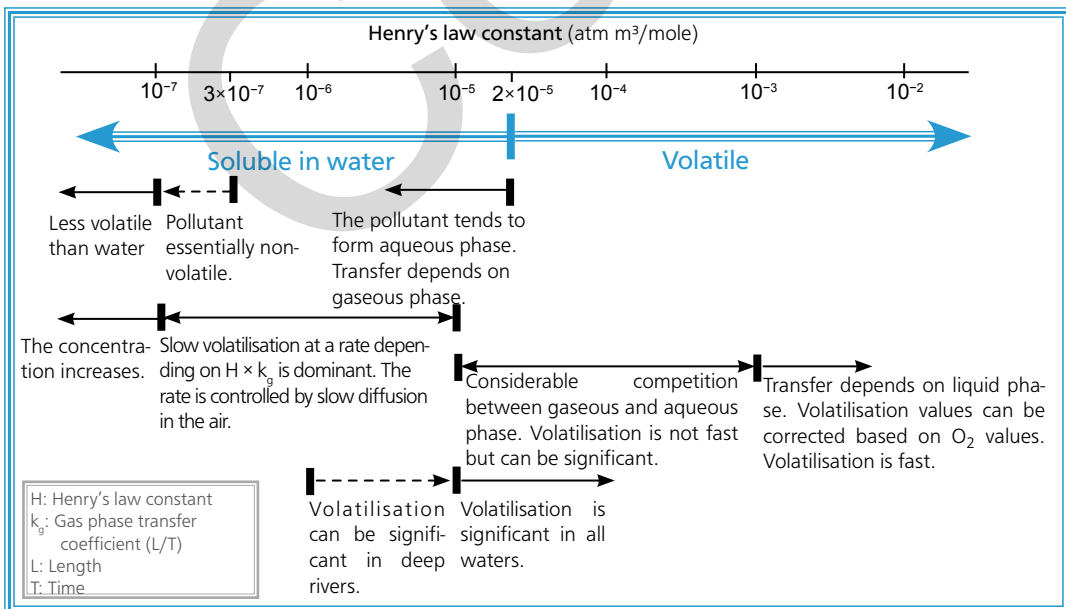 Henry's law constant (atm m³/mole)
10⁻⁷ 3×10⁻⁷ 10⁻⁶ 10⁻⁵ 2×10⁻⁵ 10⁻⁴ 10⁻³ 10⁻²
Soluble in water
Volatile
Less volatile
than water
Pollutant
essentially non-
volatile.
The pollutant tends to
form aqueous phase.
Transfer depends on
gaseous phase.
The concentra-
tion increases.
Slow volatilisation at a rate depen-
ding on H × kg is dominant. The
rate is controlled by slow diffusion
in the air.
Considerable competition
between gaseous and aqueous
phase. Volatilisation is not fast
but can be significant.
Transfer depends on liquid pha-
se. Volatilisation values can be
corrected based on O₂ values.
Volatilisation is fast.
Volatilisation
can be signifi-
cant in deep
rivers.
Volatilisation is
significant in all
waters.
H: Henry's law constant
kg: Gas phase transfer
coefficient (L/T)
L: Length
T: Time